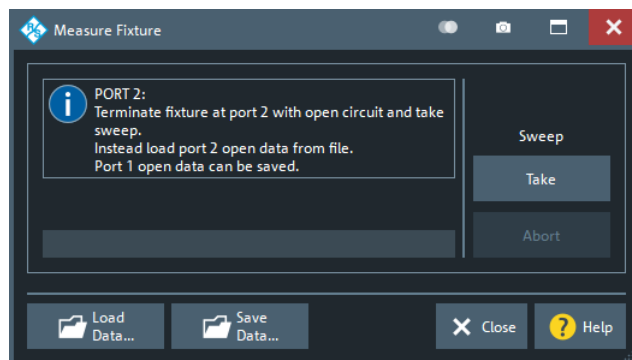 Measure Fixture
PORT 2:
Terminate fixture at port 2 with open circuit and take
sweep.
Instead load port 2 open data from file.
Port 1 open data can be saved.
Sweep
Take
Abort
Load
Data...
Save
Data...
Close
Help